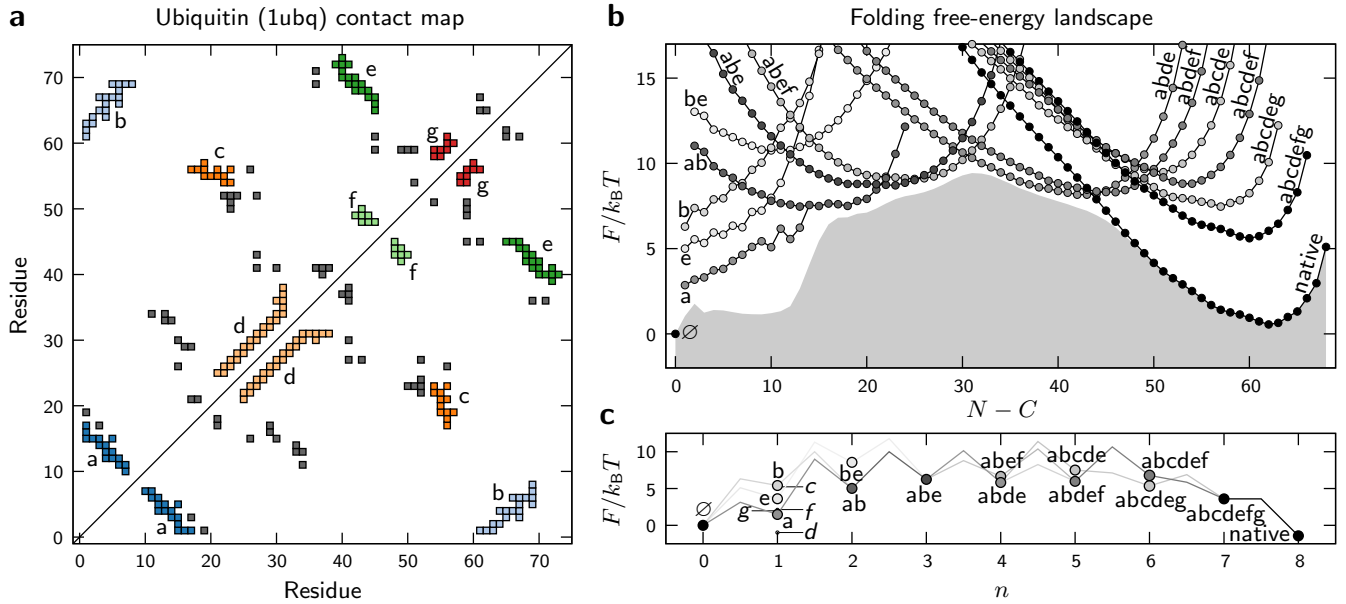 a
Ubiquitin (1ubq) contact map
Residue
70
60
50
40
30
20
10
0
0
10
20
30
40
50
60
70
Residue
e
b
c
g
g
f
f
e
d
d
c
a
b
a
b
Folding free-energy landscape
F/kBT
15
10
5
0
0
10
20
30
40
50
60
N − C
be
abe
abef
ab
b
e
a
∅
abde
abdef
abcde
abcdef
abcdeg
abcdefg
native
c
F/kBT
10
5
0
∅
b
c
e
g
f
a
d
be
ab
abe
abef
abde
abcde
abdef
abcdef
abcdeg
abcdefg
native
0
1
2
3
4
5
6
7
8
n